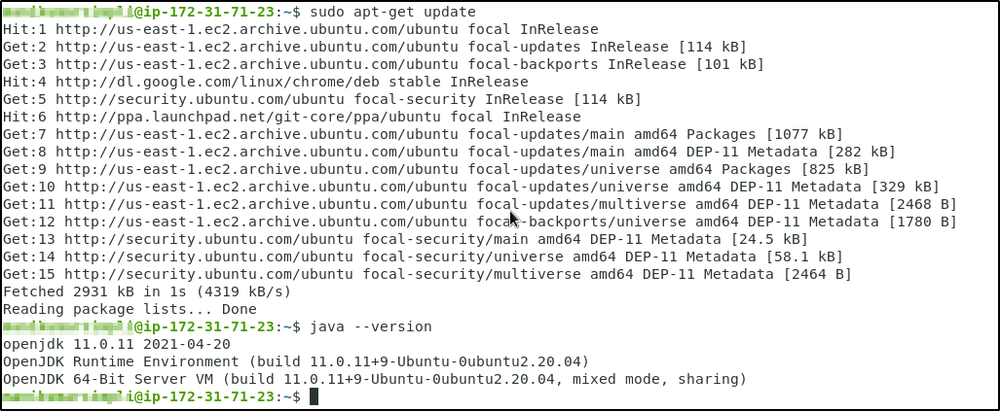 @ip-172-31-71-23:~$ sudo apt-get update
Hit:1 http://us-east-1.ec2.archive.ubuntu.com/ubuntu focal InRelease
Get:2 http://us-east-1.ec2.archive.ubuntu.com/ubuntu focal-updates InRelease [114 kB]
Get:3 http://us-east-1.ec2.archive.ubuntu.com/ubuntu focal-backports InRelease [101 kB]
Hit:4 http://dl.google.com/linux/chrome/deb stable InRelease
Get:5 http://security.ubuntu.com/ubuntu focal-security InRelease [114 kB]
Hit:6 http://ppa.launchpad.net/git-core/ppa/ubuntu focal InRelease
Get:7 http://us-east-1.ec2.archive.ubuntu.com/ubuntu focal-updates/main amd64 Packages [1077 kB]
Get:8 http://us-east-1.ec2.archive.ubuntu.com/ubuntu focal-updates/main amd64 DEP-11 Metadata [282 kB]
Get:9 http://us-east-1.ec2.archive.ubuntu.com/ubuntu focal-updates/universe amd64 Packages [825 kB]
Get:10 http://us-east-1.ec2.archive.ubuntu.com/ubuntu focal-updates/universe amd64 DEP-11 Metadata [329 kB]
Get:11 http://us-east-1.ec2.archive.ubuntu.com/ubuntu focal-updates/multiverse amd64 DEP-11 Metadata [2468 B]
Get:12 http://us-east-1.ec2.archive.ubuntu.com/ubuntu focal-backports/universe amd64 DEP-11 Metadata [1780 B]
Get:13 http://security.ubuntu.com/ubuntu focal-security/main amd64 DEP-11 Metadata [24.5 kB]
Get:14 http://security.ubuntu.com/ubuntu focal-security/universe amd64 DEP-11 Metadata [58.1 kB]
Get:15 http://security.ubuntu.com/ubuntu focal-security/multiverse amd64 DEP-11 Metadata [2464 B]
Fetched 2931 kB in 1s (4319 kB/s)
Reading package lists... Done
@ip-172-31-71-23:~$ java --version
openjdk 11.0.11 2021-04-20
OpenJDK Runtime Environment (build 11.0.11+9-Ubuntu-0ubuntu2.20.04)
OpenJDK 64-Bit Server VM (build 11.0.11+9-Ubuntu-0ubuntu2.20.04, mixed mode, sharing)
@ip-172-31-71-23:~$